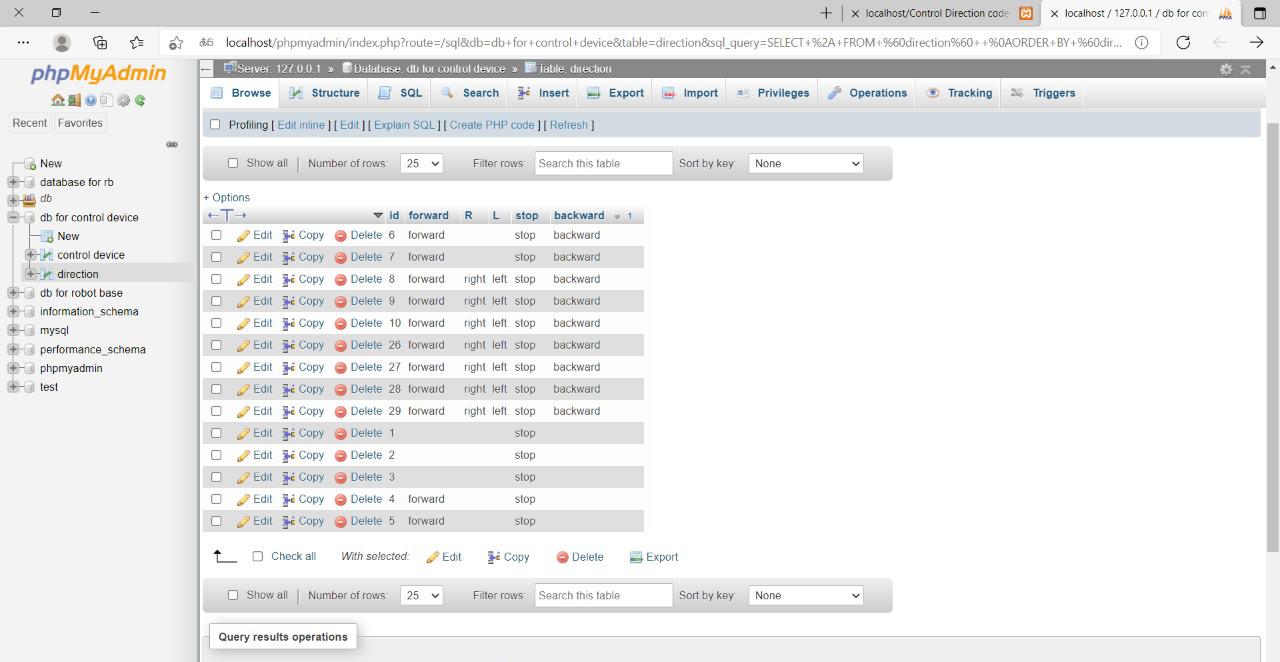 localhost/Control Direction code
localhost / 127.0.0.1 / db for con
localhost/phpmyadmin/index.php?route=/sql&db=db+for+control+device&table=direction&sql_query=SELECT+%2A+FROM+%60direction%60++%0AORDER+BY+%60dir...
phpMyAdmin
Recent Favorites
New
database for rb
db
db for control device
New
control device
direction
db for robot base
information_schema
mysql
performance_schema
phpmyadmin
test
Server: 127.0.0.1 » Database: db for control device » Table: direction
Browse Structure SQL Search Insert Export Import Privileges Operations Tracking Triggers
Profiling [ Edit inline ] [ Edit ] [ Explain SQL ] [ Create PHP code ] [ Refresh ]
Show all | Number of rows: 25 Filter rows: Search this table Sort by key: None
+ Options
←T→ id forward R L stop backward 1
Edit Copy Delete 6 forward stop backward
Edit Copy Delete 7 forward stop backward
Edit Copy Delete 8 forward right left stop backward
Edit Copy Delete 9 forward right left stop backward
Edit Copy Delete 10 forward right left stop backward
Edit Copy Delete 26 forward right left stop backward
Edit Copy Delete 27 forward right left stop backward
Edit Copy Delete 28 forward right left stop backward
Edit Copy Delete 29 forward right left stop backward
Edit Copy Delete 1 stop
Edit Copy Delete 2 stop
Edit Copy Delete 3 stop
Edit Copy Delete 4 forward stop
Edit Copy Delete 5 forward stop
Check all With selected: Edit Copy Delete Export
Show all | Number of rows: 25 Filter rows: Search this table Sort by key: None
Query results operations